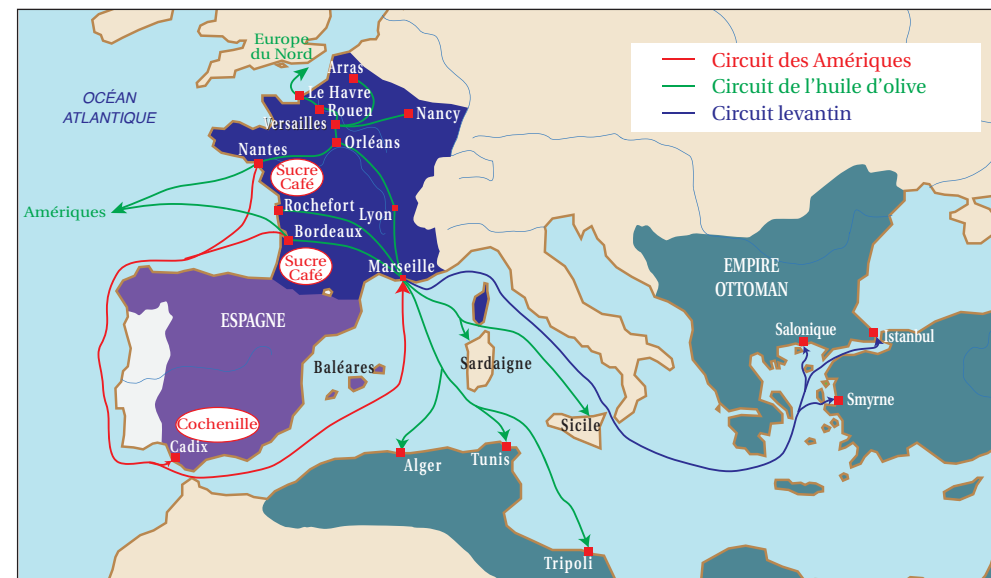 Europe
du Nord
Circuit des Amériques
Circuit de l'huile d'olive
Circuit levantin
OCÉAN
ATLANTIQUE
Arras
Le Havre
Rouen
Versailles
Nancy
Orléans
Nantes
Sucre
Café
Amériques
Rochefort
Lyon
Bordeaux
Sucre
Café
Marseille
EMPIRE
OTTOMAN
ESPAGNE
Salonique
Istanbul
Baléares
Sardaigne
Smyrne
Cochenille
Sicile
Cadix
Alger
Tunis
Tripoli